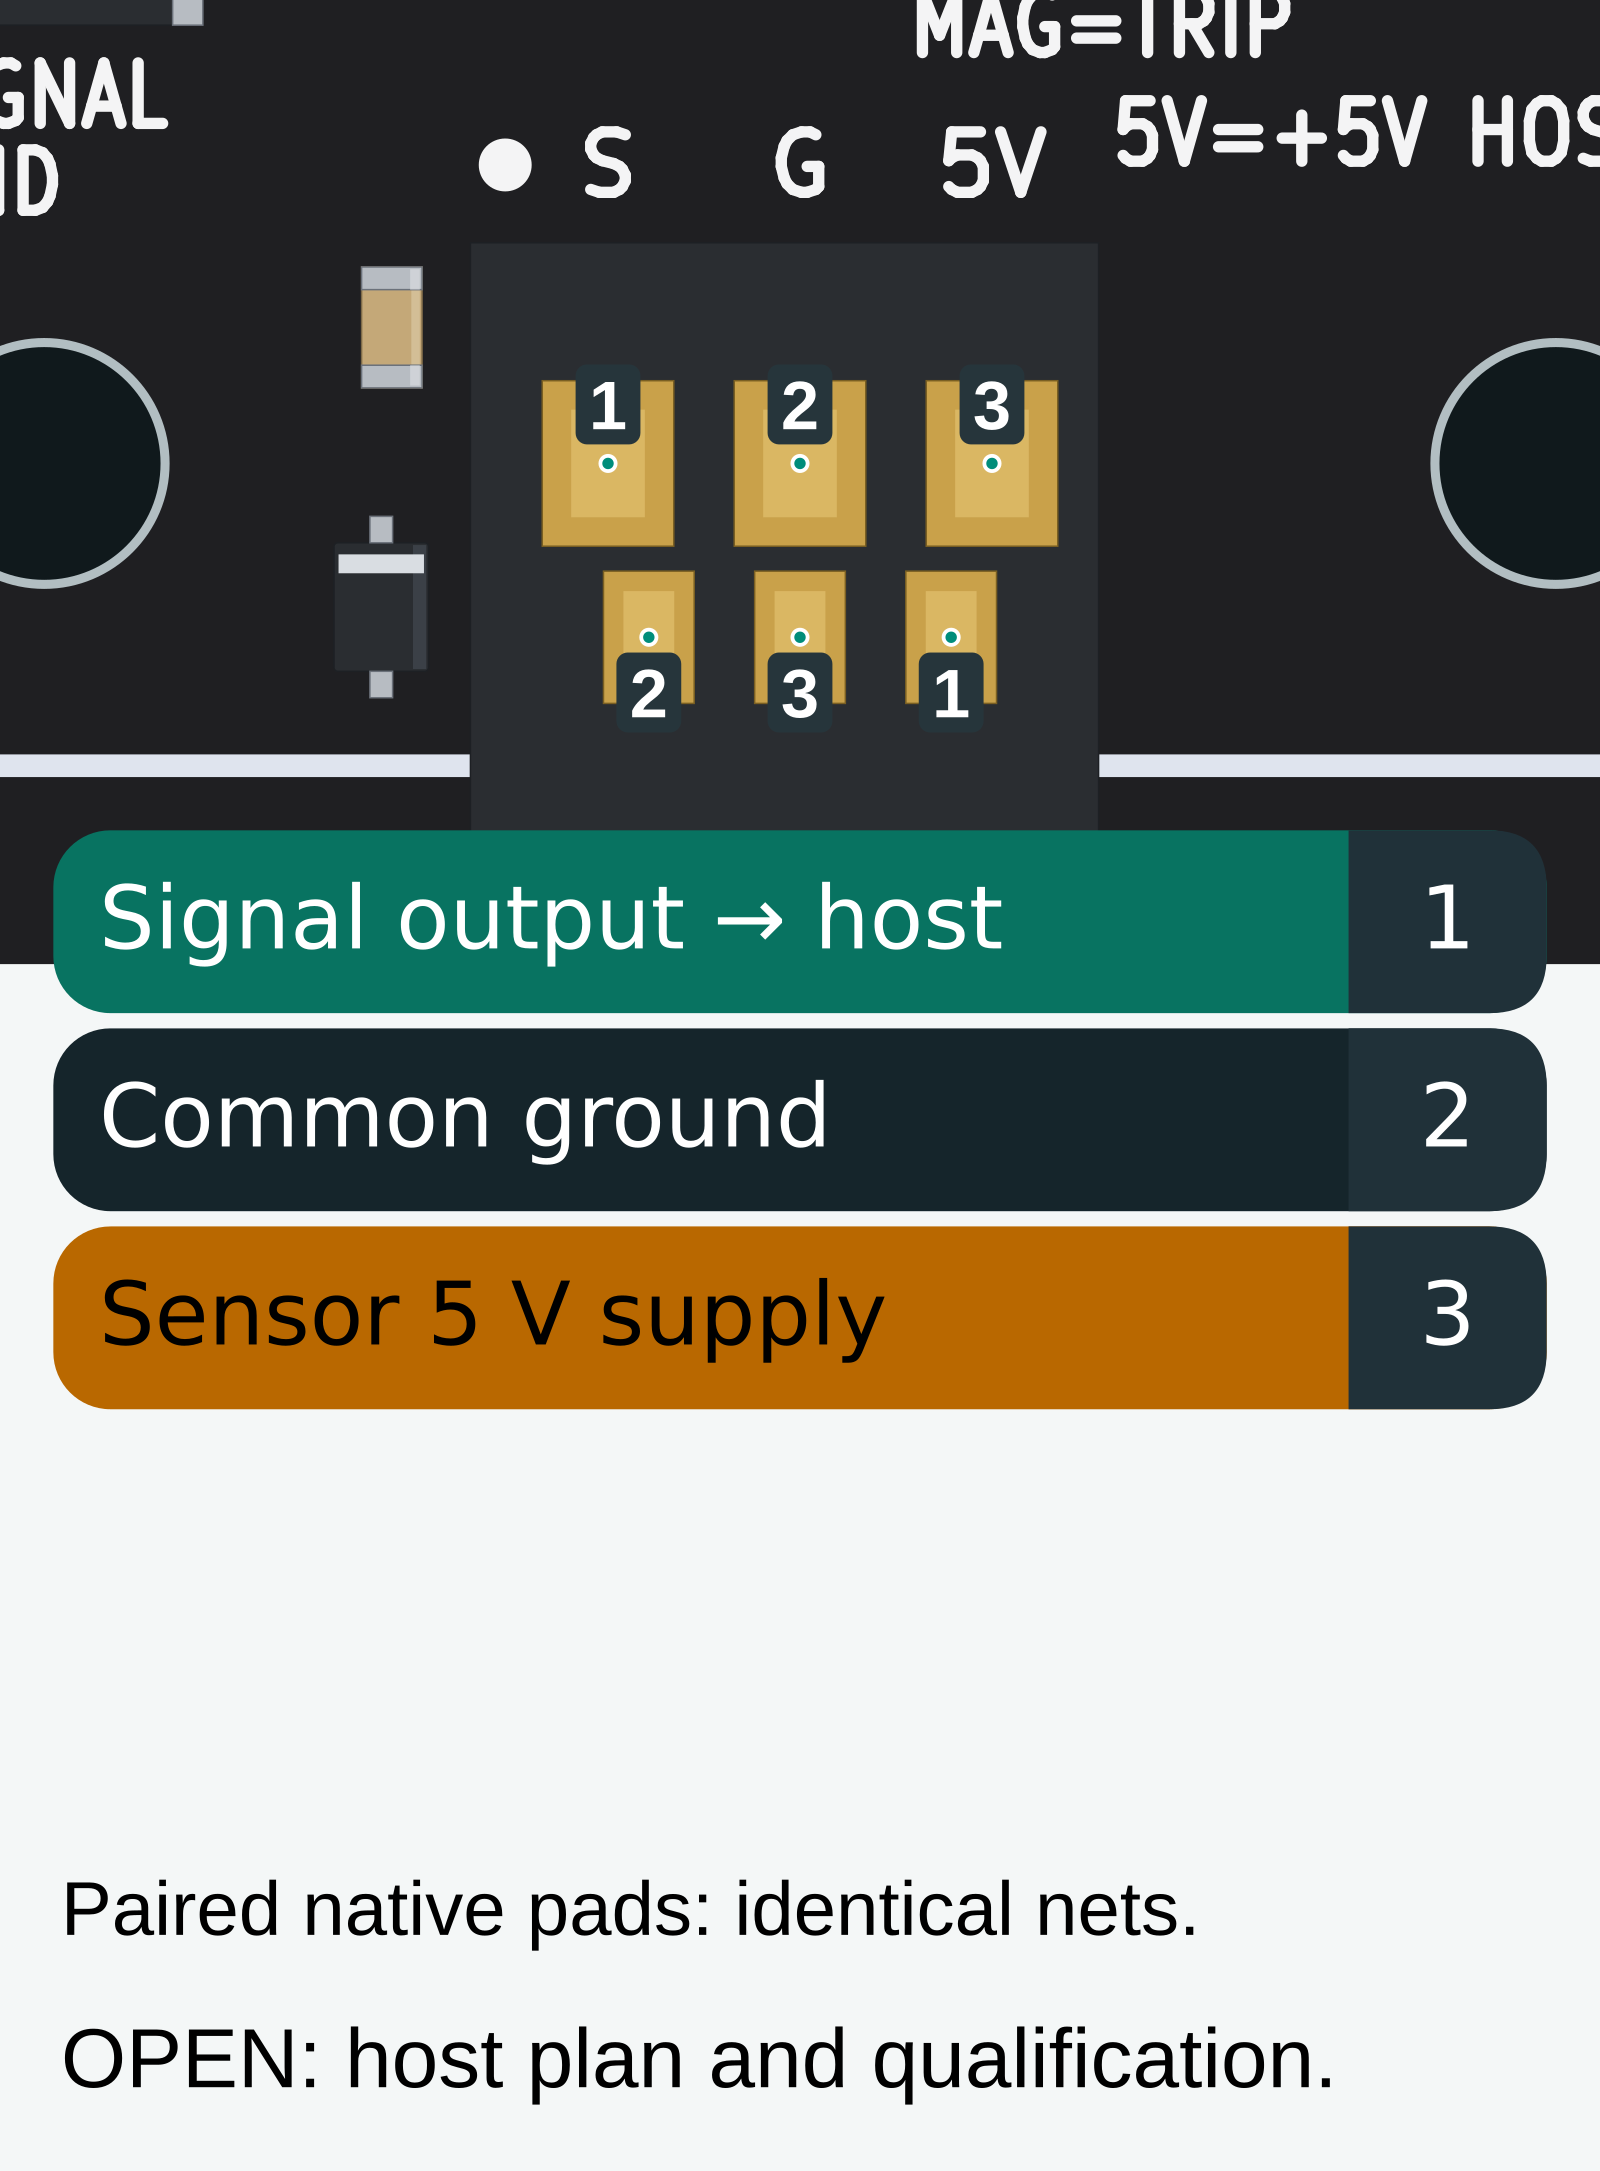 MAG=TRIP
GNAL
5V=+5V HOS
ID
S G 5V
1 2 3
2 3 1
Signal output → host 1
Common ground 2
Sensor 5 V supply 3
Paired native pads: identical nets.
OPEN: host plan and qualification.